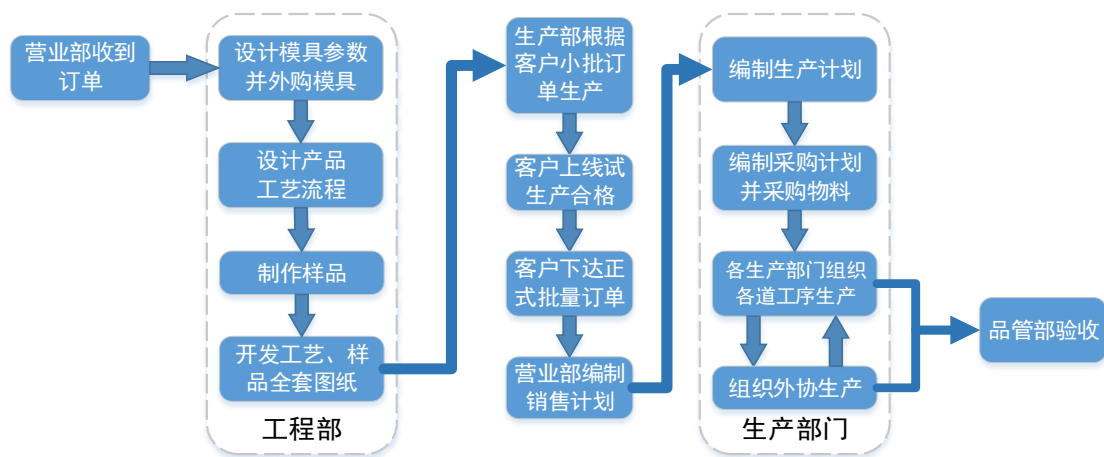 营业部收到
订单
设计模具参数
并外购模具
设计产品
工艺流程
制作样品
开发工艺、样
品全套图纸
工程部
生产部根据
客户小批订
单生产
客户上线试
生产合格
客户下达正
式批量订单
营业部编制
销售计划
编制生产计划
编制采购计划
并采购物料
各生产部门组织
各道工序生产
组织外协生产
生产部门
品管部验收